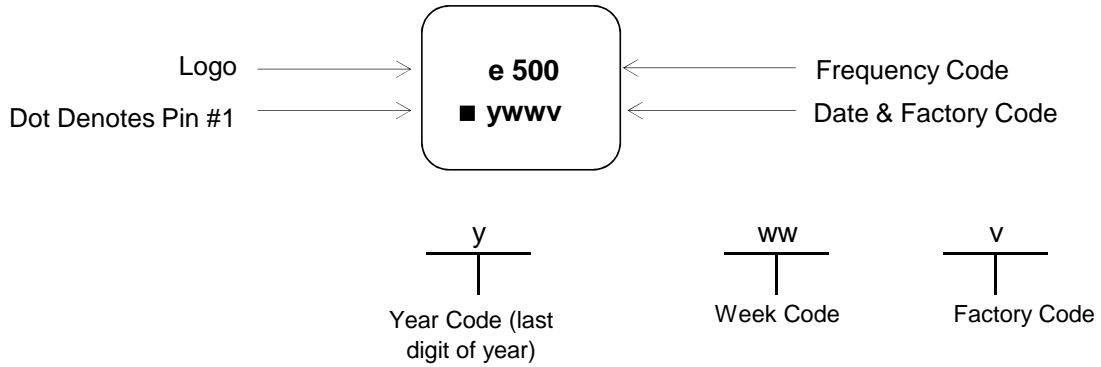 Logo
e 500
Frequency Code
Dot Denotes Pin #1
■ ywwv
Date & Factory Code
y
ww
v
Year Code (last
digit of year)
Week Code
Factory Code